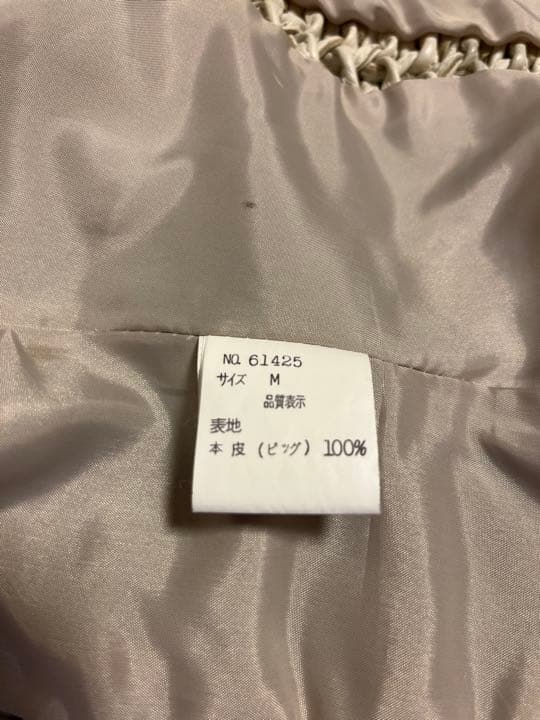 NO. 61425
サイズ M
品質表示
表地
本皮(ピッグ) 100%